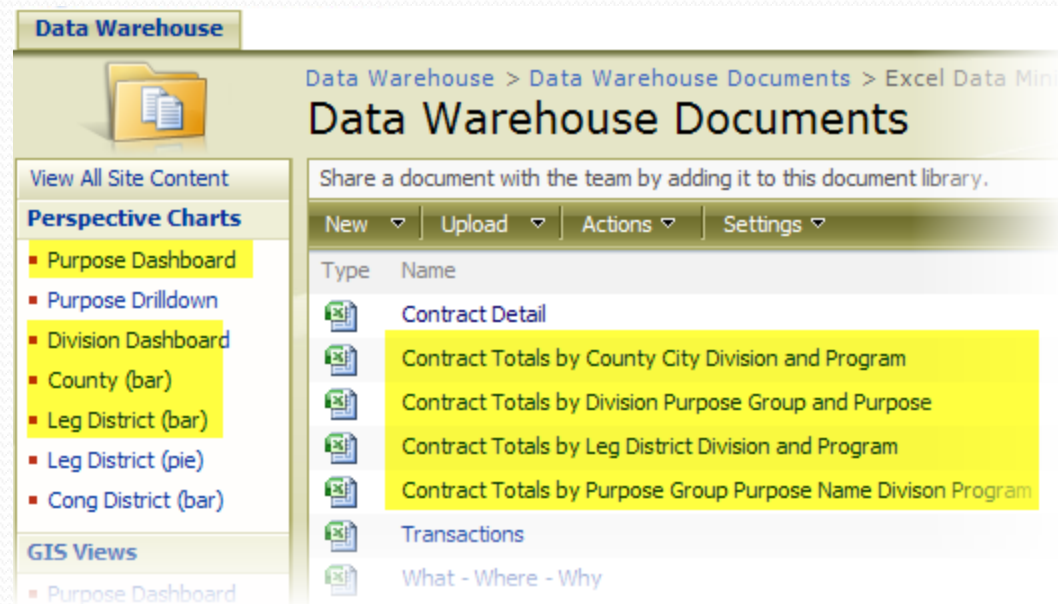 Data Warehouse
Data Warehouse > Data Warehouse Documents > Excel Data Min
Data Warehouse Documents
View All Site Content
Perspective Charts
Purpose Dashboard
Purpose Drilldown
Division Dashboard
County (bar)
Leg District (bar)
Leg District (pie)
Cong District (bar)
GIS Views
Purpose Dashboard
Share a document with the team by adding it to this document library.
New Upload Actions Settings
Type Name
Contract Detail
Contract Totals by County City Division and Program
Contract Totals by Division Purpose Group and Purpose
Contract Totals by Leg District Division and Program
Contract Totals by Purpose Group Purpose Name Divison Program
Transactions
What - Where - Why